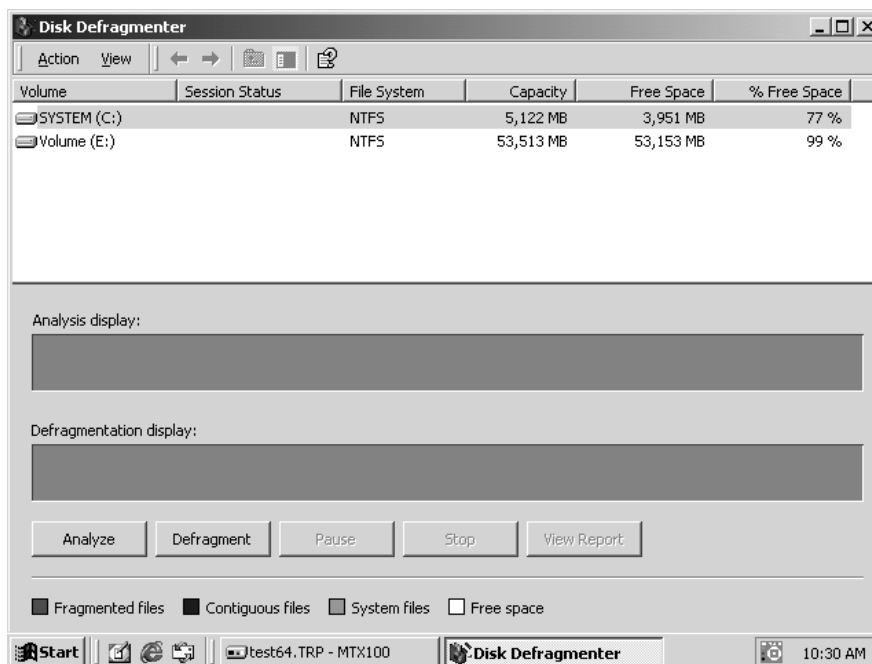 Disk Defragmenter
Action View
Volume Session Status File System Capacity Free Space % Free Space
SYSTEM (C:) NTFS 5,122 MB 3,951 MB 77 %
Volume (E:) NTFS 53,513 MB 53,153 MB 99 %
Analysis display:
Defragmentation display:
Analyze Defragment Pause Stop View Report
Fragmented files Contiguous files System files Free space
Start test64.TRP - MTX100 Disk Defragmenter 10:30 AM